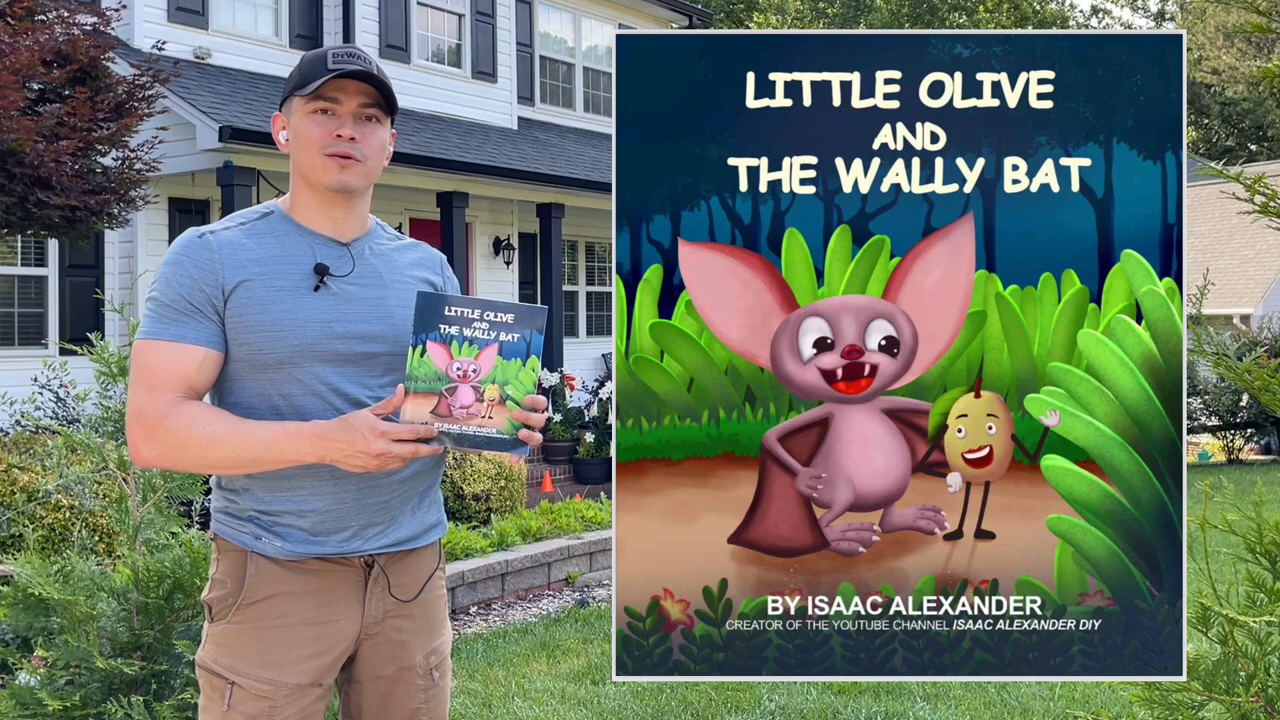 DEWALT
LITTLE OLIVE
AND
THE WALLY BAT
BY ISAAC ALEXANDER
LITTLE OLIVE
AND
THE WALLY BAT
BY ISAAC ALEXANDER
CREATOR OF THE YOUTUBE CHANNEL ISAAC ALEXANDER DIY